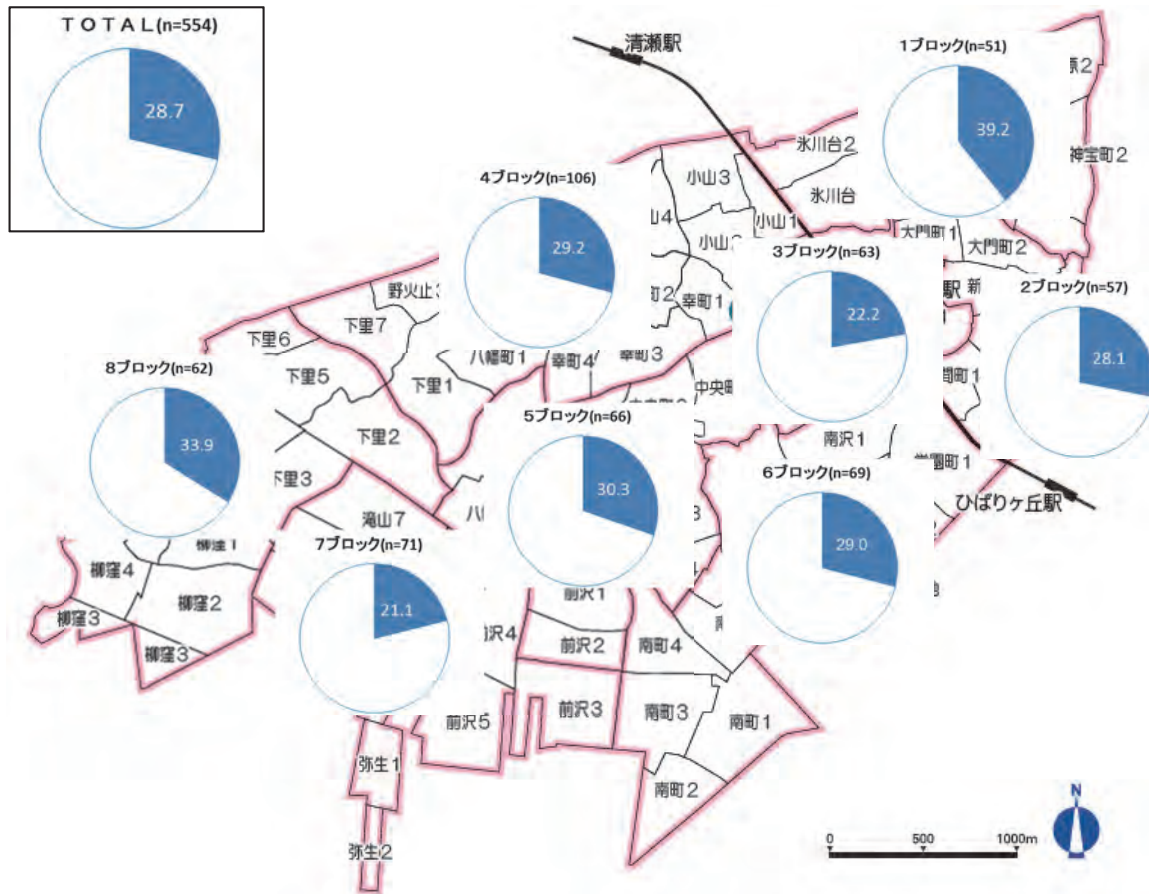 ＴＯＴＡＬ(n=554)
28.7
清瀬駅
1ブロック(n=51)
39.2
氷川台2
神宝町2
氷川台
小山3
4ブロック(n=106)
29.2
小山1
大門町1
大門町2
3ブロック(n=63)
22.2
2ブロック(n=57)
28.1
幸町1
下里7
下里6
八幡町1
幸町4
幸町3
8ブロック(n=62)
33.9
下里5
下里1
下里2
5ブロック(n=66)
30.3
南沢1
6ブロック(n=69)
29.0
ひばりヶ丘駅
下里3
滝山7
7ブロック(n=71)
21.1
柳窪1
柳窪4
柳窪2
柳窪3
柳窪3
前沢1
前沢2
南町4
前沢5
前沢3
南町3
南町1
弥生1
南町2
弥生2
N
0 500 1000m